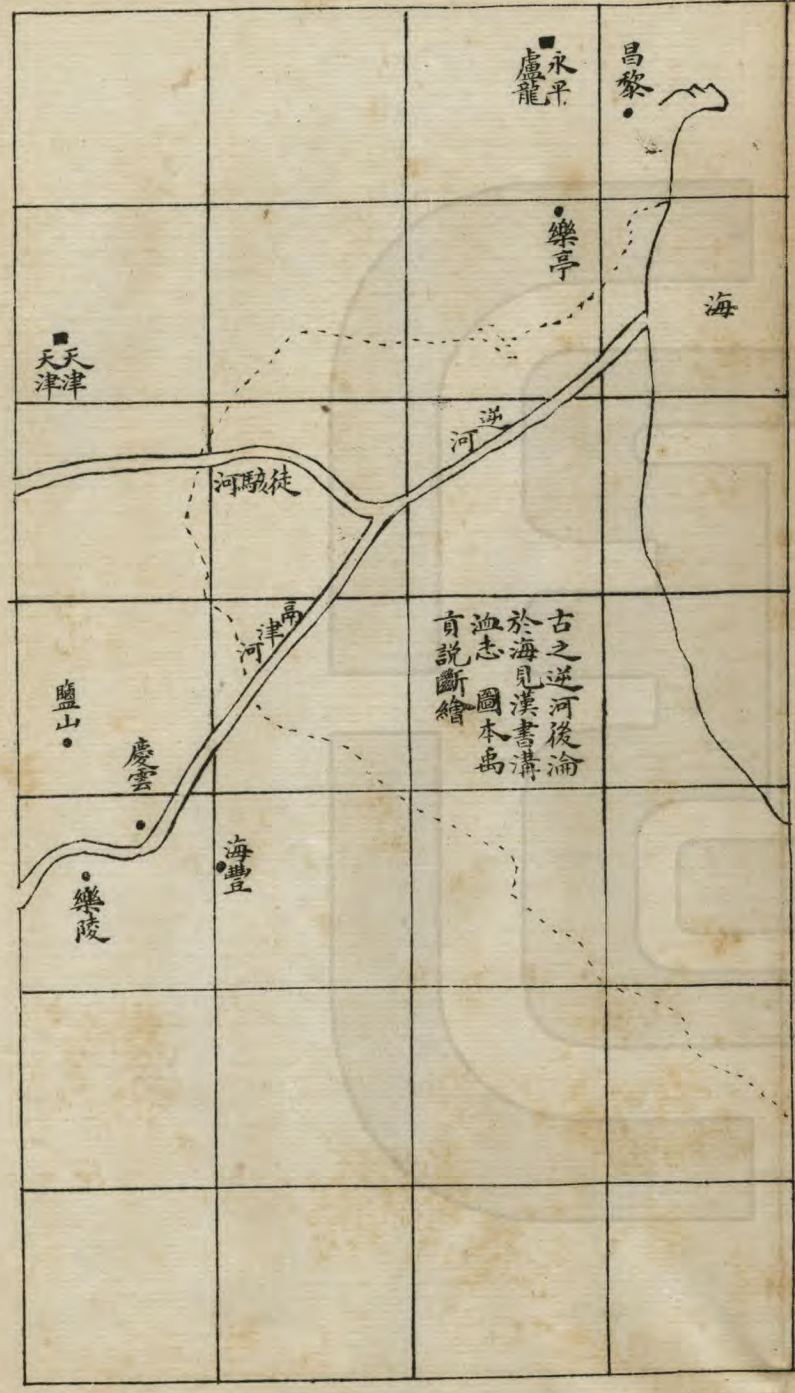 昌黎
永平
盧龍
海
樂亭
天津
天津
逆河
徒駭河
鬲津河
古之逆河後淪
於海見漢書溝
洫志 圖本禹
貢說斷繪
鹽山
慶雲
海豐
樂陵